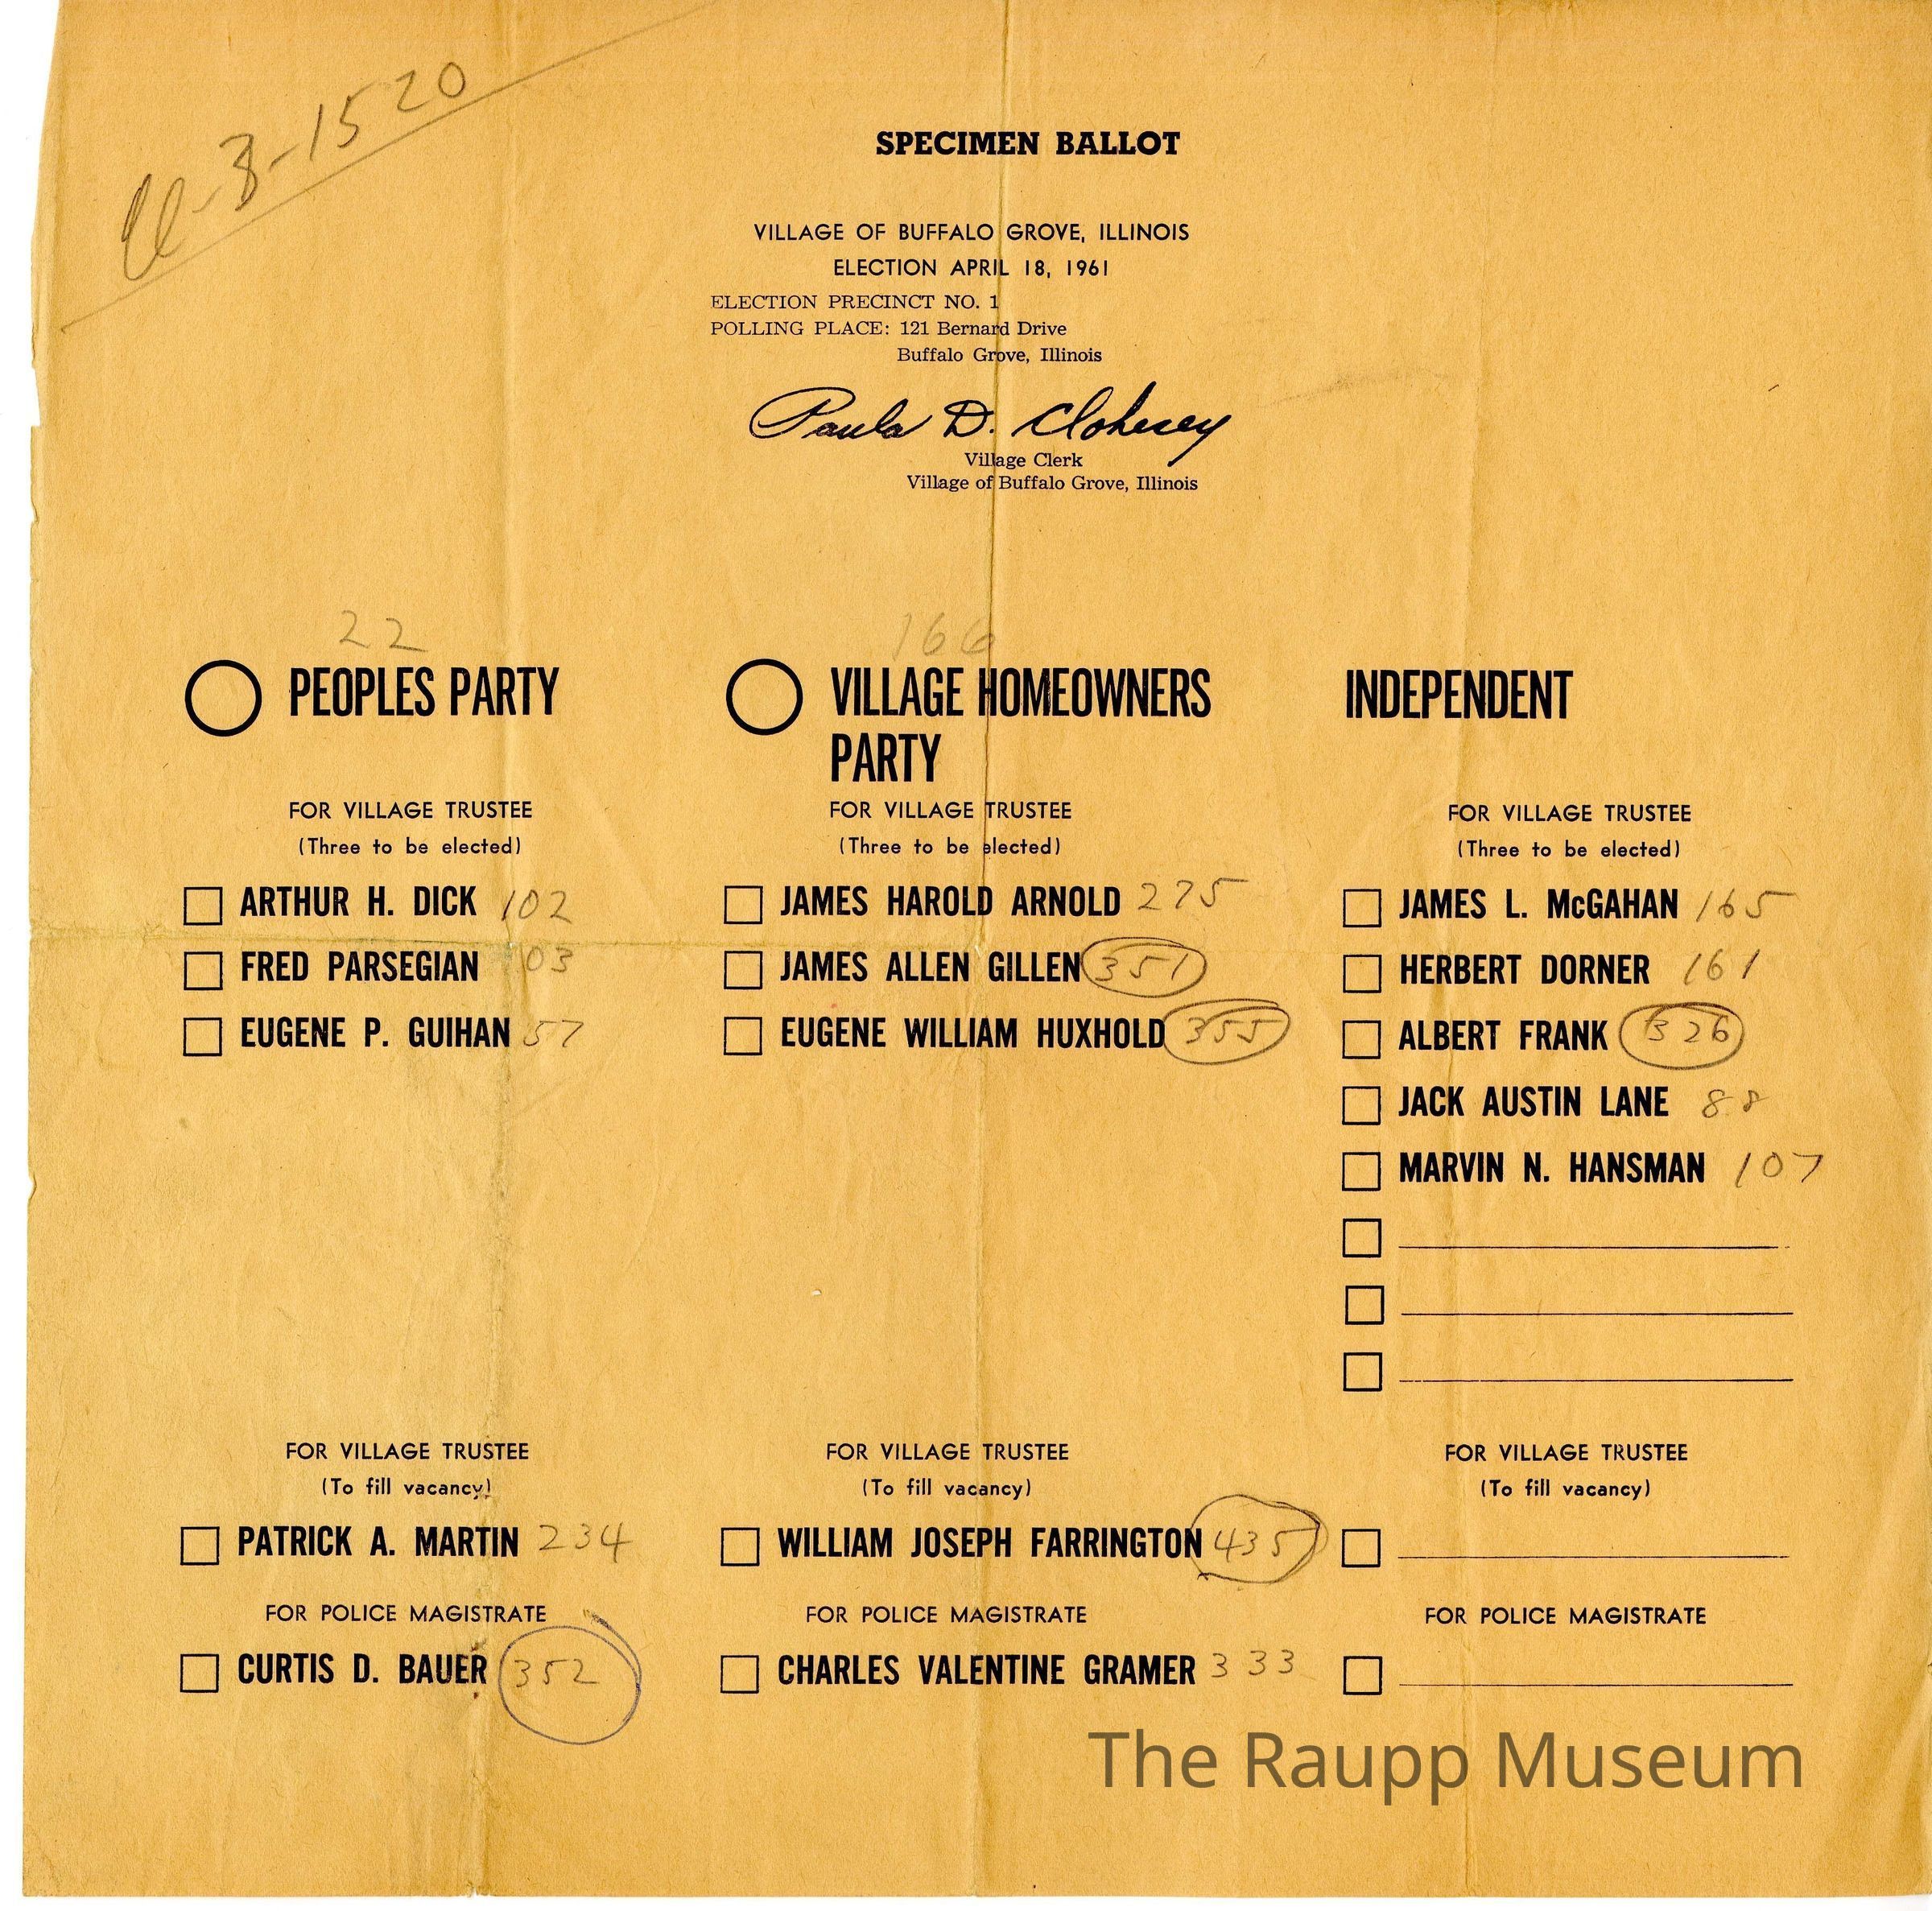 SPECIMEN BALLOT
VILLAGE OF BUFFALO GROVE, ILLINOIS
ELECTION APRIL 18, 1961
ELECTION PRECINCT NO. 1
POLLING PLACE: 121 Bernard Drive
Buffalo Grove, Illinois
Paula D. Clohesey
Village Clerk
Village of Buffalo Grove, Illinois
22
PEOPLES PARTY
FOR VILLAGE TRUSTEE
(Three to be elected)
ARTHUR H. DICK 102
FRED PARSEGIAN 103
EUGENE P. GUIHAN 57
FOR VILLAGE TRUSTEE
(To fill vacancy)
PATRICK A. MARTIN 234
FOR POLICE MAGISTRATE
CURTIS D. BAUER 352
166
VILLAGE HOMEOWNERS
PARTY
FOR VILLAGE TRUSTEE
(Three to be elected)
JAMES HAROLD ARNOLD 275
JAMES ALLEN GILLEN 351
EUGENE WILLIAM HUXHOLD 355
FOR VILLAGE TRUSTEE
(To fill vacancy)
WILLIAM JOSEPH FARRINGTON 435
FOR POLICE MAGISTRATE
CHARLES VALENTINE GRAMER 333
INDEPENDENT
FOR VILLAGE TRUSTEE
(Three to be elected)
JAMES L. McGAHAN 165
HERBERT DORNER 161
ALBERT FRANK 326
JACK AUSTIN LANE 88
MARVIN N. HANSMAN 107
FOR VILLAGE TRUSTEE
(To fill vacancy)
FOR POLICE MAGISTRATE
The Raupp Museum